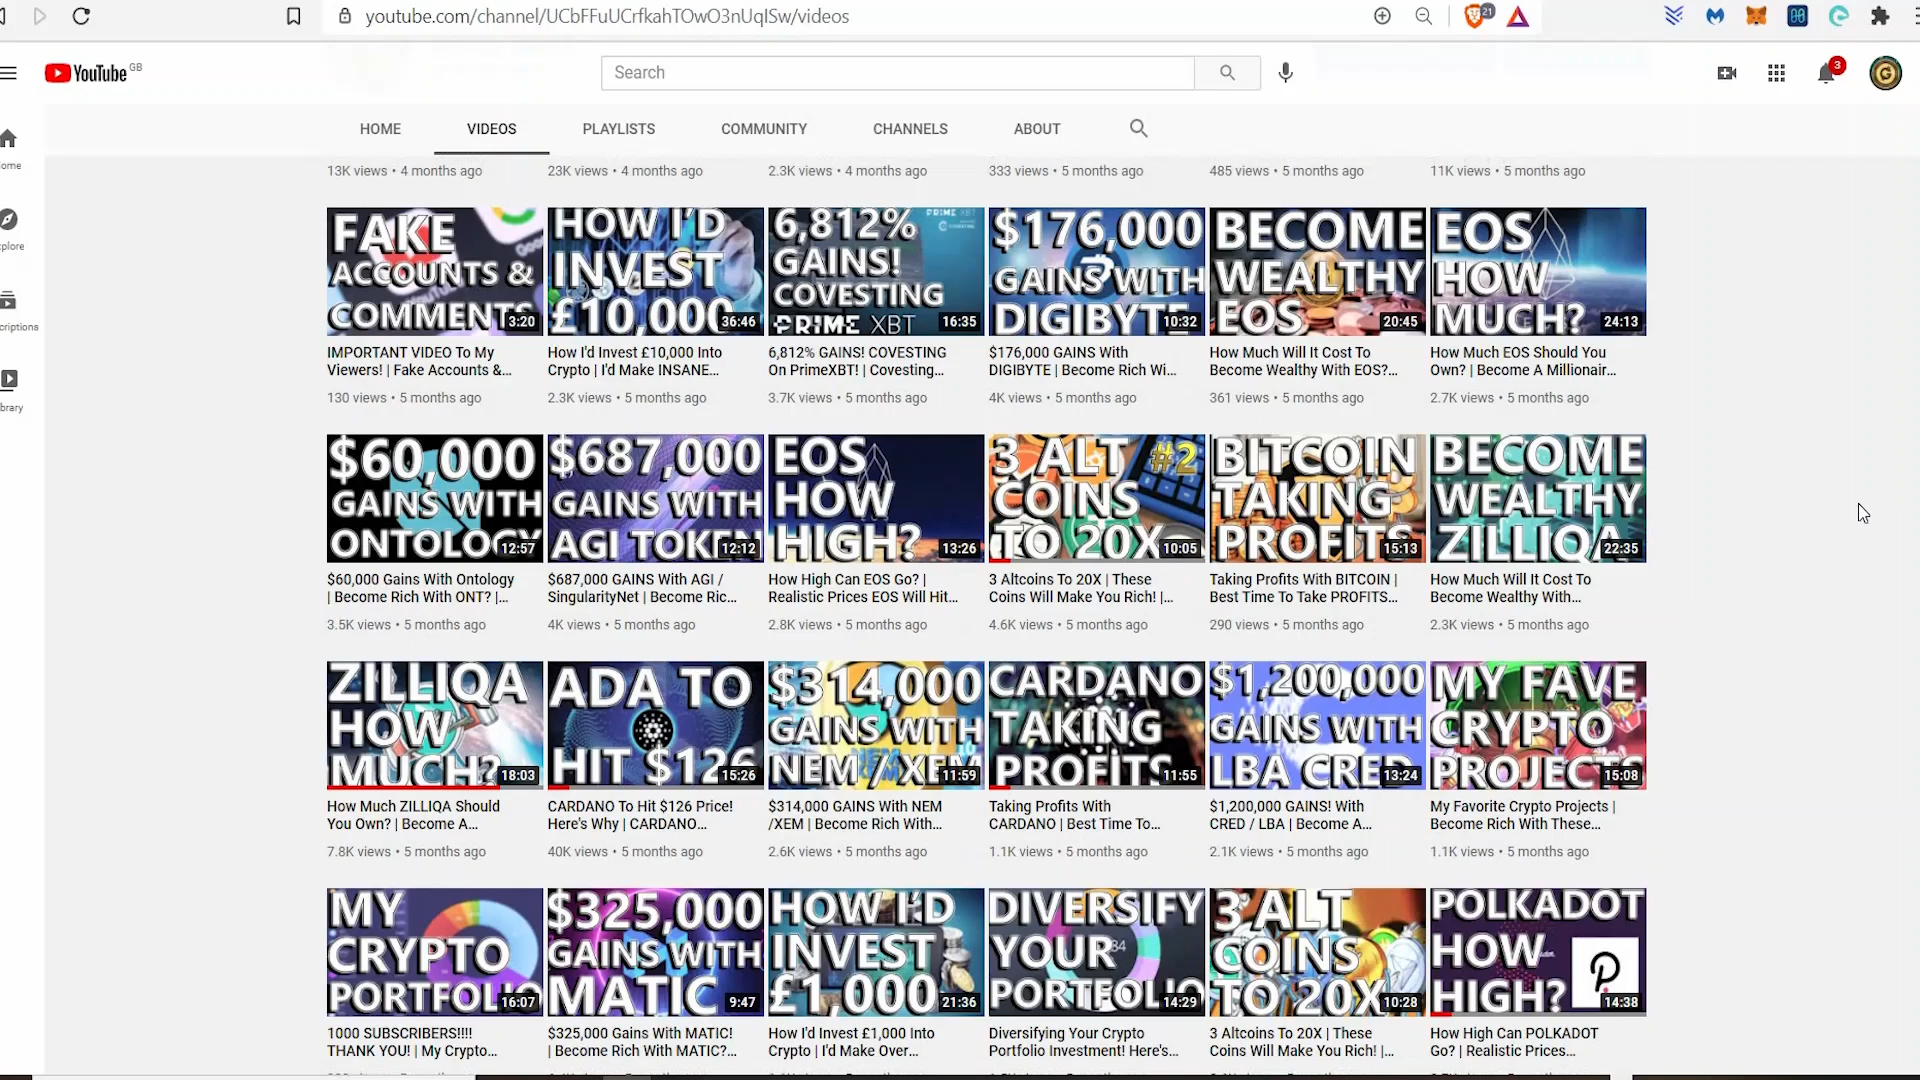 youtube.com/channel/UCbFFuUCrfkahTOwO3nUqISw/videos
21
YouTube GB
Search
3
HOME VIDEOS PLAYLISTS COMMUNITY CHANNELS ABOUT
ome
plore
criptions
brary
13K views • 4 months ago
23K views • 4 months ago
2.3K views • 4 months ago
333 views • 5 months ago
485 views • 5 months ago
11K views • 5 months ago
FAKE
ACCOUNTS &
COMMENTS
3:20
IMPORTANT VIDEO To My
Viewers! | Fake Accounts &...
130 views • 5 months ago
HOW I'D
INVEST
£10,000
36:46
How I'd Invest £10,000 Into
Crypto | I'd Make INSANE...
2.3K views • 5 months ago
PRIME XBT
COVESTING
6,812%
GAINS!
COVESTING
PRIME XBT
16:35
6,812% GAINS! COVESTING
On PrimeXBT! | Covesting...
3.7K views • 5 months ago
$176,000
GAINS WITH
DIGIBYTE
10:32
$176,000 GAINS With
DIGIBYTE | Become Rich Wi...
4K views • 5 months ago
BECOME
WEALTHY
EOS
20:45
How Much Will It Cost To
Become Wealthy With EOS?...
361 views • 5 months ago
EOS
HOW
MUCH?
24:13
How Much EOS Should You
Own? | Become A Millionair...
2.7K views • 5 months ago
$60,000
GAINS WITH
ONTOLOGY
12:57
$60,000 Gains With Ontology
| Become Rich With ONT? |...
3.5K views • 5 months ago
$687,000
GAINS WITH
AGI TOKEN
12:12
$687,000 GAINS With AGI /
SingularityNet | Become Ric...
4K views • 5 months ago
EOS
HOW
HIGH?
13:26
How High Can EOS Go? |
Realistic Prices EOS Will Hit...
2.8K views • 5 months ago
3 ALT #2
COINS
TO 20X
10:05
3 Altcoins To 20X | These
Coins Will Make You Rich! |...
4.6K views • 5 months ago
BITCOIN
TAKING
PROFITS
15:13
Taking Profits With BITCOIN |
Best Time To Take PROFITS...
290 views • 5 months ago
BECOME
WEALTHY
ZILLIQA
22:35
How Much Will It Cost To
Become Wealthy With...
2.3K views • 5 months ago
ZILLIQA
HOW
MUCH?
18:03
How Much ZILLIQA Should
You Own? | Become A...
7.8K views • 5 months ago
ADA TO
HIT $126
15:26
CARDANO To Hit $126 Price!
Here's Why | CARDANO...
40K views • 5 months ago
$314,000
GAINS WITH
NEM / XEM
11:59
$314,000 GAINS With NEM
/XEM | Become Rich With...
2.6K views • 5 months ago
CARDANO
TAKING
PROFITS
11:55
Taking Profits With
CARDANO | Best Time To...
1.1K views • 5 months ago
$1,200,000
GAINS WITH
LBA CRED
13:24
$1,200,000 GAINS! With
CRED / LBA | Become A...
2.1K views • 5 months ago
MY FAVE
CRYPTO
PROJECTS
15:08
My Favorite Crypto Projects |
Become Rich With These...
1.1K views • 5 months ago
MY
CRYPTO
PORTFOLIO
16:07
1000 SUBSCRIBERS!!!!
THANK YOU! | My Crypto...
$325,000
GAINS WITH
MATIC
9:47
$325,000 Gains With MATIC!
| Become Rich With MATIC?...
HOW I'D
INVEST
£1,000
21:36
How I'd Invest £1,000 Into
Crypto | I'd Make Over...
DIVERSIFY
YOUR
PORTFOLIO
14:29
Diversifying Your Crypto
Portfolio Investment! Here's...
3 ALT
COINS
TO 20X
10:28
3 Altcoins To 20X | These
Coins Will Make You Rich! |...
POLKADOT
HOW
HIGH?
14:38
How High Can POLKADOT
Go? | Realistic Prices...